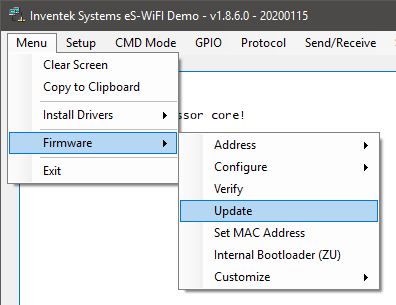 Inventek Systems eS-WiFI Demo - v1.8.6.0 - 20200115
Menu Setup CMD Mode GPIO Protocol Send/Receive
Clear Screen
Copy to Clipboard
Install Drivers
ssor core!
Firmware
Exit
Address
Configure
Verify
Update
Set MAC Address
Internal Bootloader (ZU)
Customize